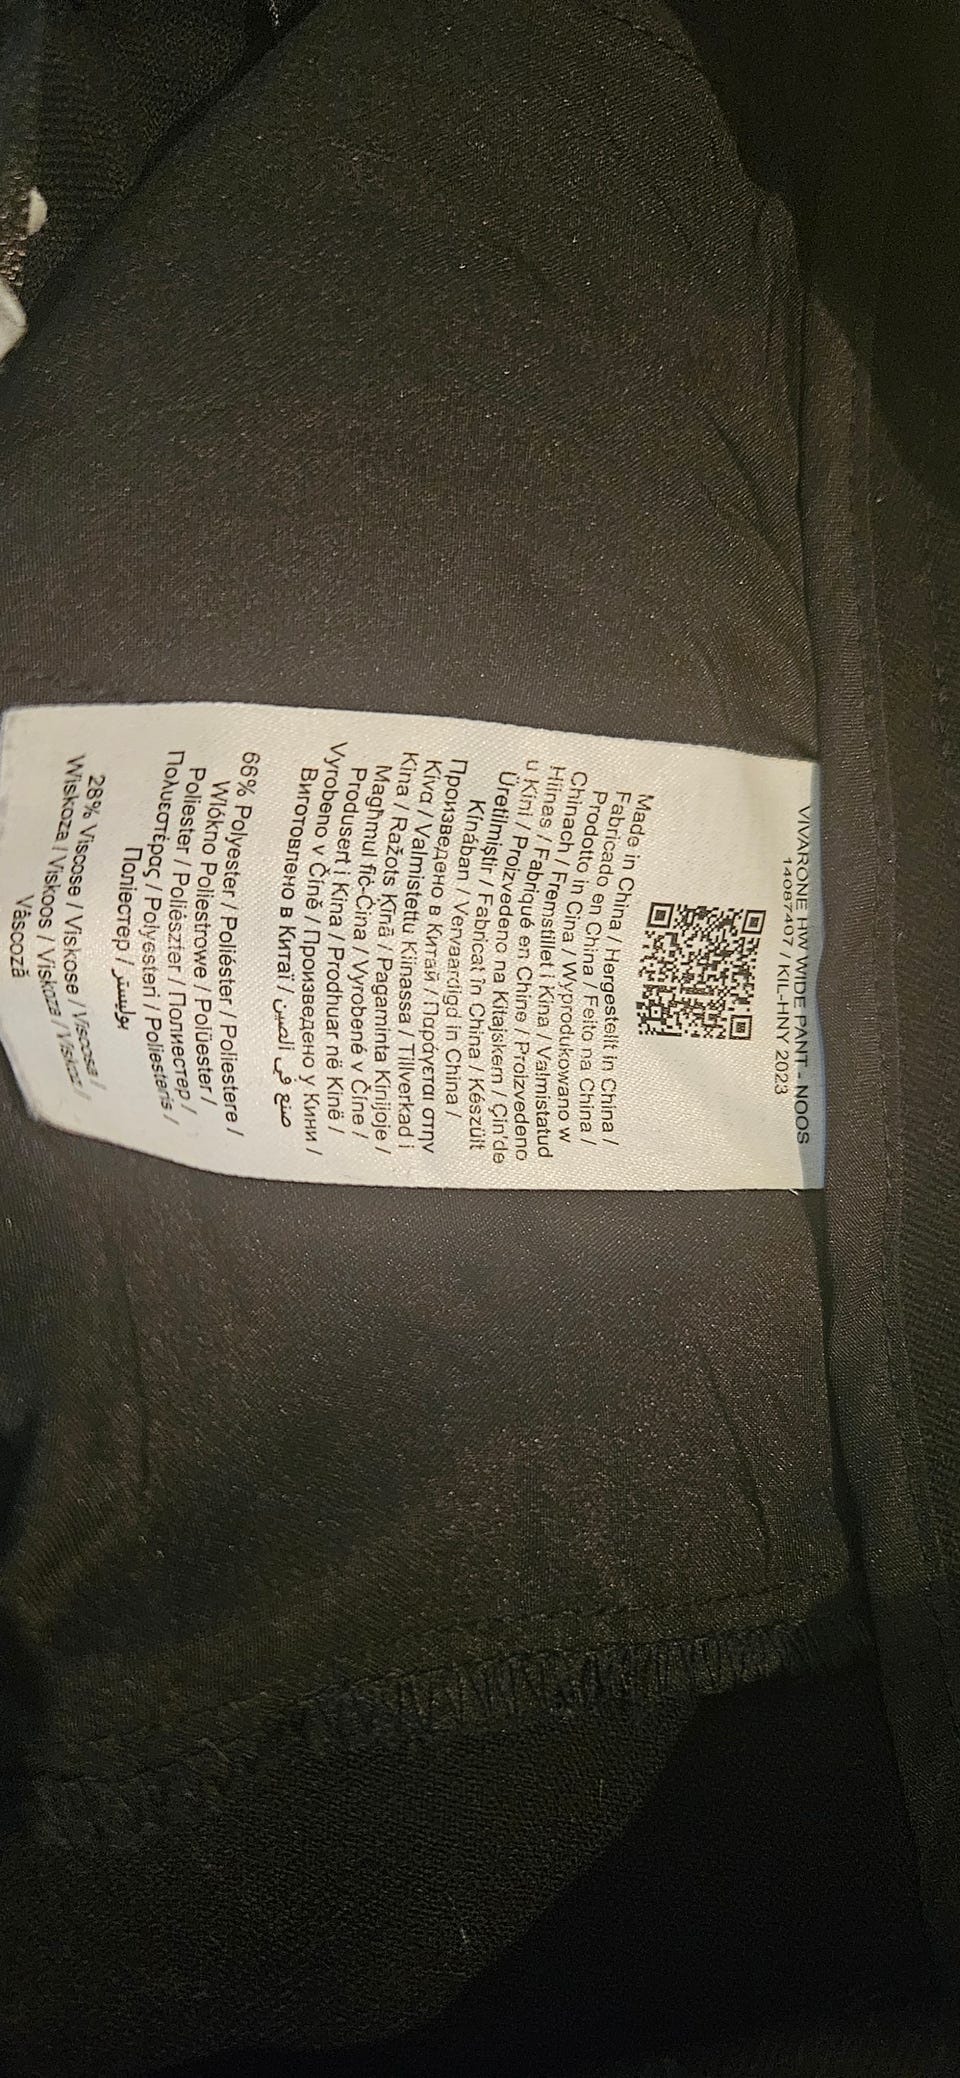 VIVARONE HW WIDE PANT - NOOS
14087407 / KIL-HNY 2023
Made in China / Hergestellt in China /
Fabricado en China / Feito na China /
Prodotto in Cina / Wyprodukowano w
Chinach / Fremstillet i Kina / Valmistatud
Hiinas / Fabriqué en Chine / Proizvedeno
u Kini / Proizvedeno na Kitajskem / Çin'de
Üretilmiştir / Fabricat în China / Készült
Kínában / Vervaardigd in China /
Произведено в Китай / Παράγεται στην
Κίνα / Valmistettu Kiinassa / Tillverkad i
Kina / Ražots Ķīnā / Pagaminta Kinijoje /
Magħmul fiċ-Ċina / Vyrobené v Číne /
Produsert i Kina / Prodhuar në Kinë /
Vyrobeno v Číně / Произведено у Кини /
Виготовлено в Китаї / صنع في الصين
66% Polyester / Poliéster / Poliestere /
Włókno Poliestrowe / Polüester /
Poliester / Poliészter / Полиестер /
Πολυεστέρας / Polyesteri / Poliesteris /
Поліестер / بوليستر
28% Viscose / Viskose / Viscosa /
Wiskoza / Viskoos / Viskoza / Viszkóz /
Vâscoză